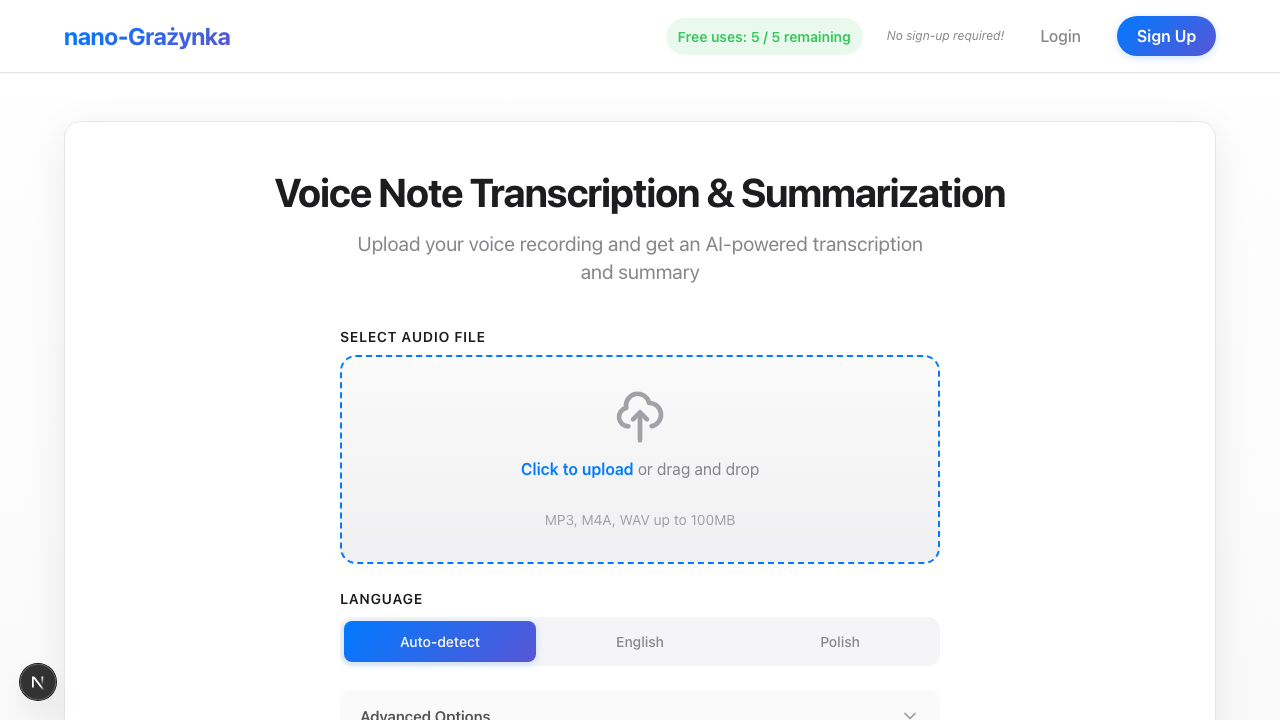 nano-Grażynka
Free uses: 5 / 5 remaining
No sign-up required!
Login
Sign Up
Voice Note Transcription & Summarization
Upload your voice recording and get an AI-powered transcription
and summary
SELECT AUDIO FILE
Click to upload or drag and drop
MP3, M4A, WAV up to 100MB
LANGUAGE
Auto-detect
English
Polish
N
Advanced Options